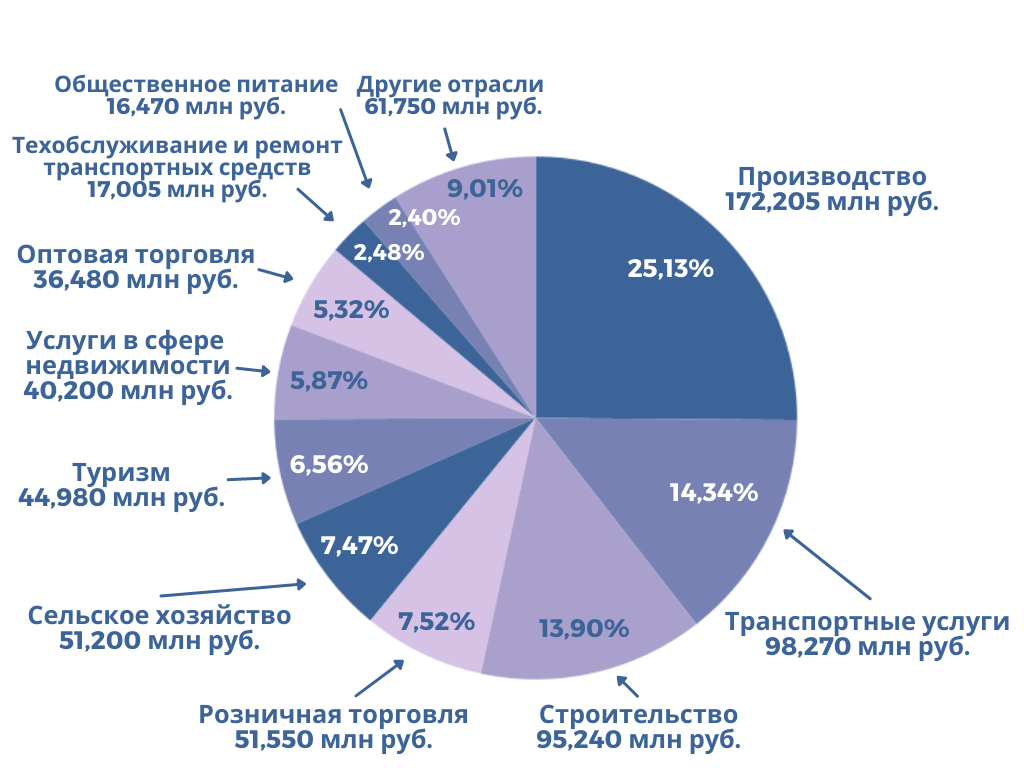 Общественное питание
16,470 млн руб.
Другие отрасли
61,750 млн руб.
Техобслуживание и ремонт
транспортных средств
17,005 млн руб.
Производство
172,205 млн руб.
9,01%
2,40%
2,48%
25,13%
Оптовая торговля
36,480 млн руб.
5,32%
Услуги в сфере
недвижимости
40,200 млн руб.
5,87%
Туризм
44,980 млн руб.
6,56%
14,34%
7,47%
Сельское хозяйство
51,200 млн руб.
7,52%
13,90%
Транспортные услуги
98,270 млн руб.
Розничная торговля
51,550 млн руб.
Строительство
95,240 млн руб.